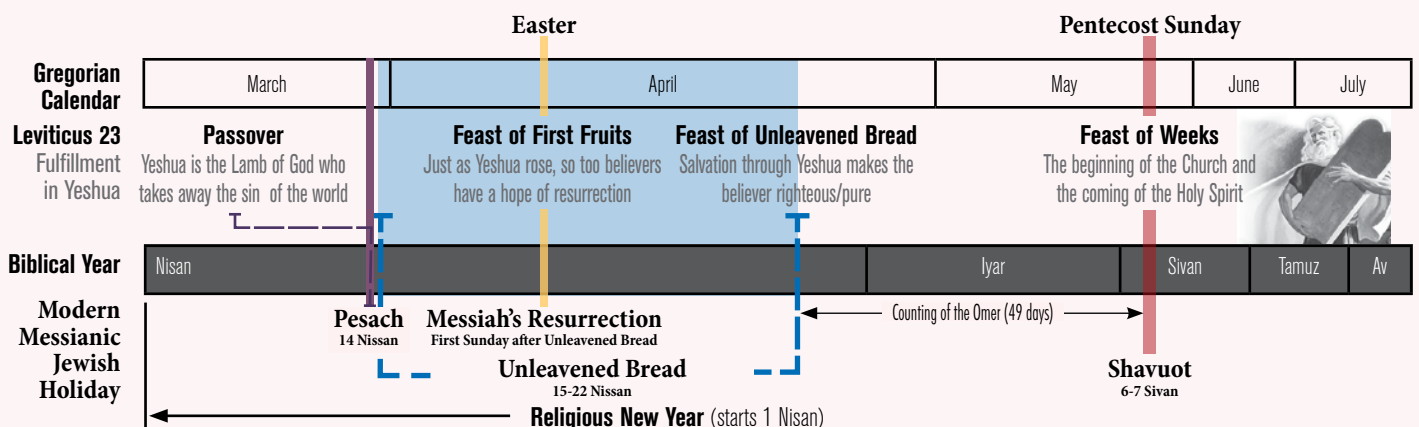 Easter
Pentecost Sunday
Gregorian
Calendar
March
April
May
June
July
Leviticus 23
Fulfillment
in Yeshua
Passover
Yeshua is the Lamb of God who
takes away the sin of the world
Feast of First Fruits
Just as Yeshua rose, so too believers
have a hope of resurrection
Feast of Unleavened Bread
Salvation through Yeshua makes the
believer righteous/pure
Feast of Weeks
The beginning of the Church and
the coming of the Holy Spirit
Biblical Year
Nisan
Iyar
Sivan
Tamuz
Av
Modern
Messianic
Jewish
Holiday
Pesach
14 Nissan
Messiah's Resurrection
First Sunday after Unleavened Bread
Counting of the Omer (49 days)
Unleavened Bread
15-22 Nissan
Shavuot
6-7 Sivan
Religious New Year (starts 1 Nisan)